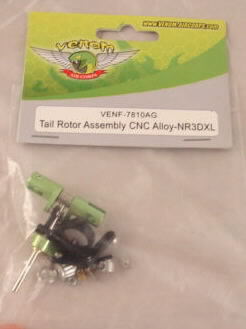 www.VenomAirCorps.com
venom
AIR CORPS
VENF-7810AG
Tail Rotor Assembly CNC Alloy-NR3DXL